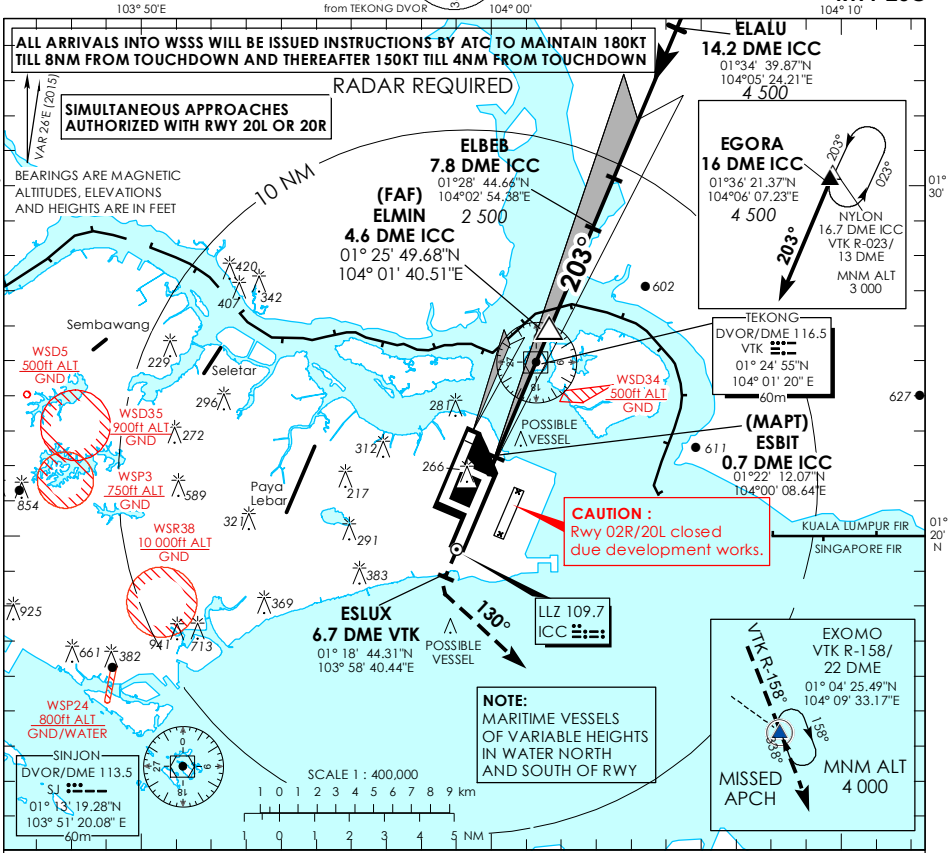 103° 50'E
from TEKONG DVOR
104° 00'
104° 10'
ALL ARRIVALS INTO WSSS WILL BE ISSUED INSTRUCTIONS BY ATC TO MAINTAIN 180KT
TILL 8NM FROM TOUCHDOWN AND THEREAFTER 150KT TILL 4NM FROM TOUCHDOWN
RADAR REQUIRED
VAR 26'E (2015)
SIMULTANEOUS APPROACHES
AUTHORIZED WITH RWY 20L OR 20R
BEARINGS ARE MAGNETIC
ALTITUDES, ELEVATIONS
AND HEIGHTS ARE IN FEET
10 NM
ELALU
14.2 DME ICC
01°34' 39.87"N
104°05' 24.21"E
4 500
ELBEB
7.8 DME ICC
01°28' 44.66"N
104°02' 54.38"E
2 500
(FAF)
ELMIN
4.6 DME ICC
01° 25' 49.68"N
104° 01' 40.51"E
203°
EGORA
16 DME ICC
01°36' 21.37"N
104°06' 07.23"E
4 500
203°
023°
203°
NYLON
16.7 DME ICC
VTK R-023/
13 DME
MNM ALT
3 000
01°
30'
TEKONG
DVOR/DME 116.5
VTK
01° 24' 55"N
104° 01' 20" E
60m
602
627
611
420
407
342
Sembawang
229
Seletar
296
WSD5
500ft ALT
GND
WSD35
900ft ALT
GND
272
WSP3
750ft ALT
GND
854
589
WSR38
10 000ft ALT
GND
Paya
Lebar
321
312
217
291
281
266
383
369
925
941
713
661
382
WSD34
500ft ALT
GND
9
18
27
POSSIBLE
VESSEL
(MAPT)
ESBIT
0.7 DME ICC
01°22' 12.07"N
104°00' 08.64"E
CAUTION :
Rwy 02R/20L closed
due development works.
KUALA LUMPUR FIR
SINGAPORE FIR
01°
20'
N
ESLUX
6.7 DME VTK
01° 18' 44.31"N
103° 58' 40.44"E
130°
POSSIBLE
VESSEL
LLZ 109.7
ICC
WSP24
800ft ALT
GND/WATER
SINJON
DVOR/DME 113.5
SJ
01° 13' 19.28"N
103° 51' 20.08" E
60m
0
9
18
27
NOTE:
MARITIME VESSELS
OF VARIABLE HEIGHTS
IN WATER NORTH
AND SOUTH OF RWY
SCALE 1 : 400,000
1 0 1 2 3 4 5 6 7 8 9 km
1 0 1 2 3 4 5 NM
VTK R-158°
EXOMO
VTK R-158/
22 DME
01° 04' 25.49"N
104° 09' 33.17"E
158°
338°
MISSED
APCH
MNM ALT
4 000